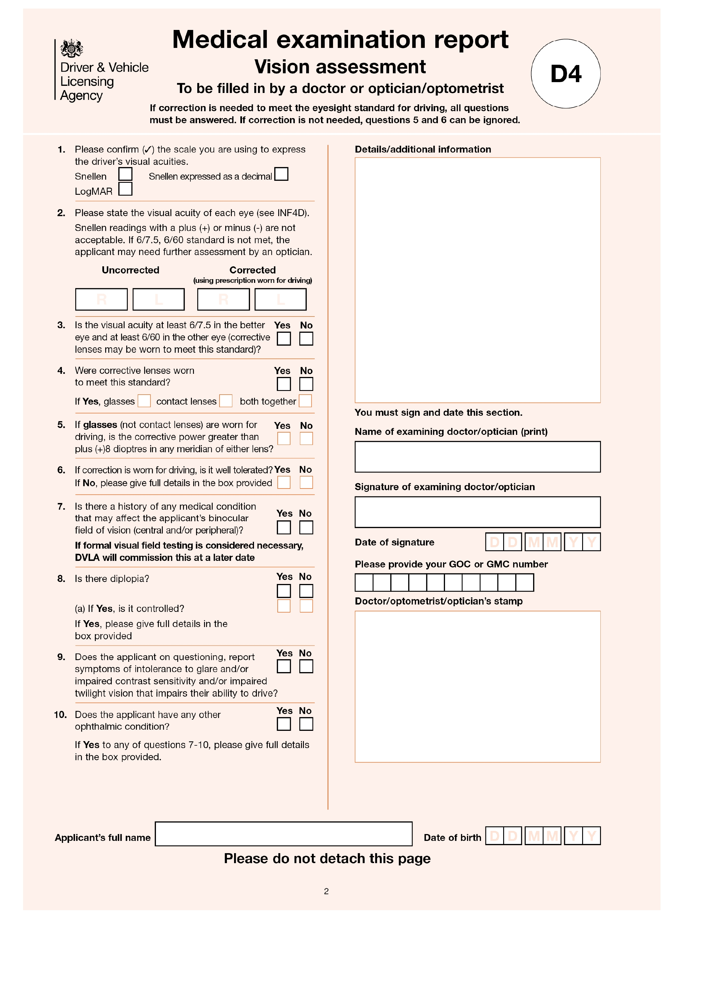 Driver & Vehicle
Licensing
Agency
Medical examination report
Vision assessment
To be filled in by a doctor or optician/optometrist
If correction is needed to meet the eyesight standard for driving, all questions
must be answered. If correction is not needed, questions 5 and 6 can be ignored.
D4
1. Please confirm (✓) the scale you are using to express
the driver’s visual acuities.
Snellen Snellen expressed as a decimal
LogMAR
2. Please state the visual acuity of each eye (see INF4D).
Snellen readings with a plus (+) or minus (-) are not
acceptable. If 6/7.5, 6/60 standard is not met, the
applicant may need further assessment by an optician.
Uncorrected Corrected
(using prescription worn for driving)
R L R L
3. Is the visual acuity at least 6/7.5 in the better Yes No
eye and at least 6/60 in the other eye (corrective
lenses may be worn to meet this standard)?
4. Were corrective lenses worn Yes No
to meet this standard?
If Yes, glasses contact lenses both together
5. If glasses (not contact lenses) are worn for Yes No
driving, is the corrective power greater than
plus (+)8 dioptres in any meridian of either lens?
6. If correction is worn for driving, is it well tolerated? Yes No
If No, please give full details in the box provided
7. Is there a history of any medical condition
that may affect the applicant’s binocular Yes No
field of vision (central and/or peripheral)?
If formal visual field testing is considered necessary,
DVLA will commission this at a later date
8. Is there diplopia? Yes No
(a) If Yes, is it controlled?
If Yes, please give full details in the
box provided
9. Does the applicant on questioning, report Yes No
symptoms of intolerance to glare and/or
impaired contrast sensitivity and/or impaired
twilight vision that impairs their ability to drive?
10. Does the applicant have any other Yes No
ophthalmic condition?
If Yes to any of questions 7-10, please give full details
in the box provided.
Details/additional information
You must sign and date this section.
Name of examining doctor/optician (print)
Signature of examining doctor/optician
Date of signature D D M M Y Y
Please provide your GOC or GMC number
Doctor/optometrist/optician’s stamp
Applicant’s full name Date of birth D D M M Y Y
Please do not detach this page
2